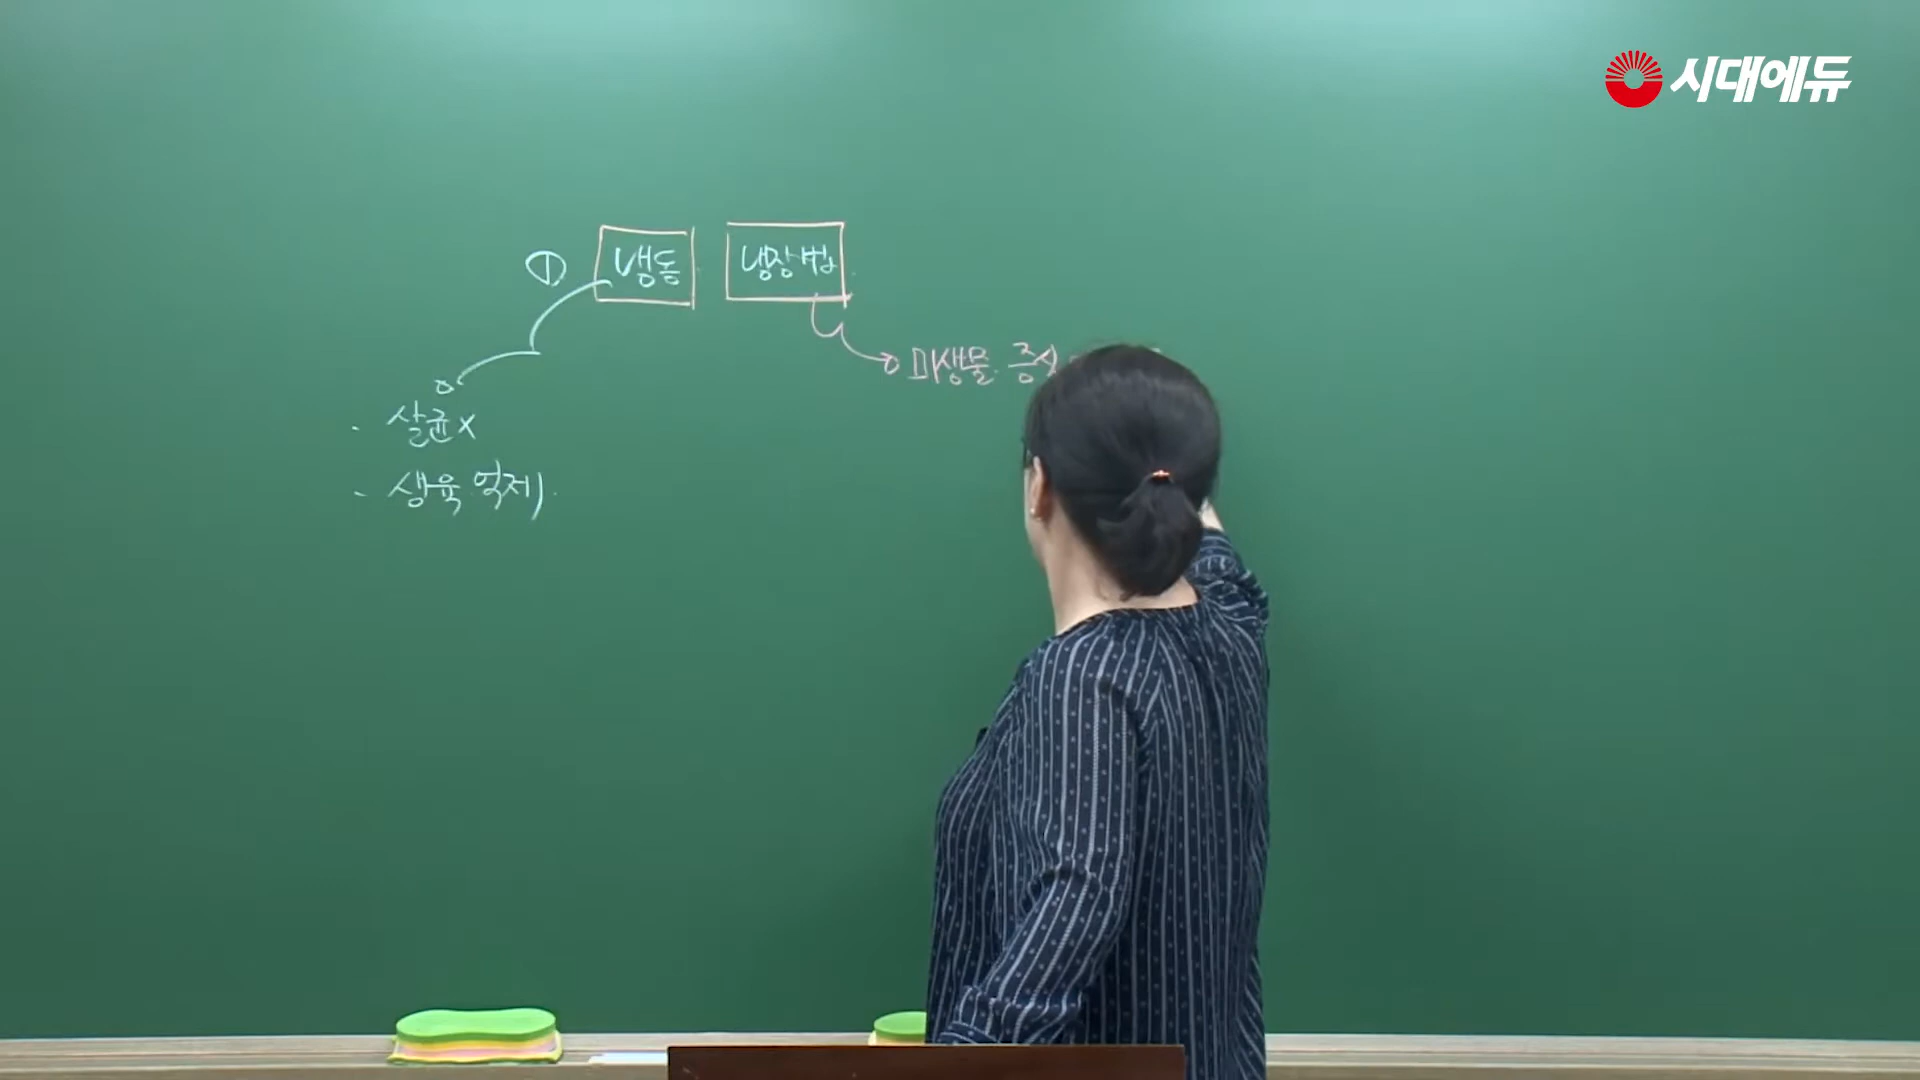 시대에듀
① 냉동 냉장법
미생물 증식
· 살균 X
- 생육 억제